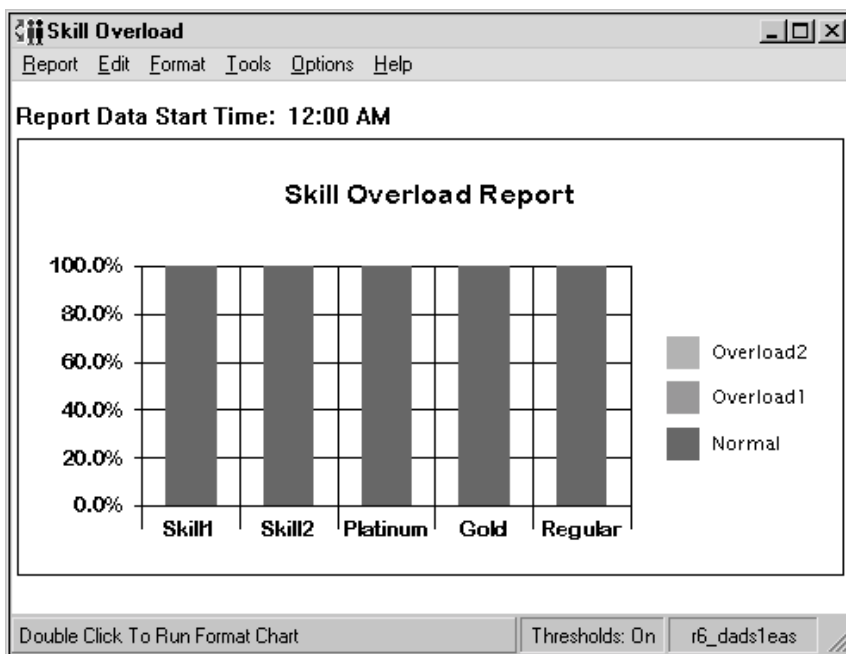 Skill Overload
Report Edit Format Tools Options Help
Report Data Start Time: 12:00 AM
Skill Overload Report
100.0%
80.0%
60.0%
40.0%
20.0%
0.0%
Skill1 Skill2 Platinum Gold Regular
Overload2
Overload1
Normal
Double Click To Run Format Chart Thresholds: On r6_dads1eas